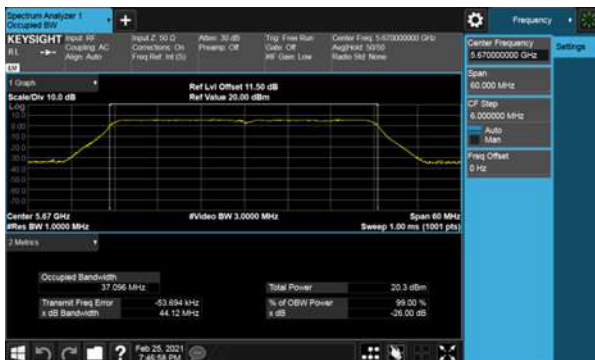 Spectrum Analyzer 1
Occupied BW
+
Frequency
KEYSIGHT Input: RF
R L Coupling: AC
Align: Auto
Input Z: 50 Ω
Corrections: On
Freq Ref: Int (S)
Atten: 30 dB
Preamp: Off
Trig: Free Run
Gate: Off
#IF Gain: Low
Center Freq: 5.670000000 GHz
Avg|Hold: 50/50
Radio Std: None
LW
Center Frequency
5.670000000 GHz
Settings
Span
60.000 MHz
CF Step
6.000000 MHz
Auto
Man
Freq Offset
0 Hz
1 Graph
Scale/Div 10.0 dB
Ref Lvl Offset 11.50 dB
Ref Value 20.00 dBm
Log
10.0
0.00
-10.0
-20.0
-30.0
-40.0
-50.0
-60.0
-70.0
Center 5.67 GHz
#Res BW 1.0000 MHz
#Video BW 3.0000 MHz
Span 60 MHz
Sweep 1.00 ms (1001 pts)
2 Metrics
Occupied Bandwidth
37.096 MHz
Total Power 20.3 dBm
Transmit Freq Error -53.694 kHz
% of OBW Power 99.00 %
x dB Bandwidth 44.12 MHz
x dB -26.00 dB
Feb 25, 2021
7:46:58 PM